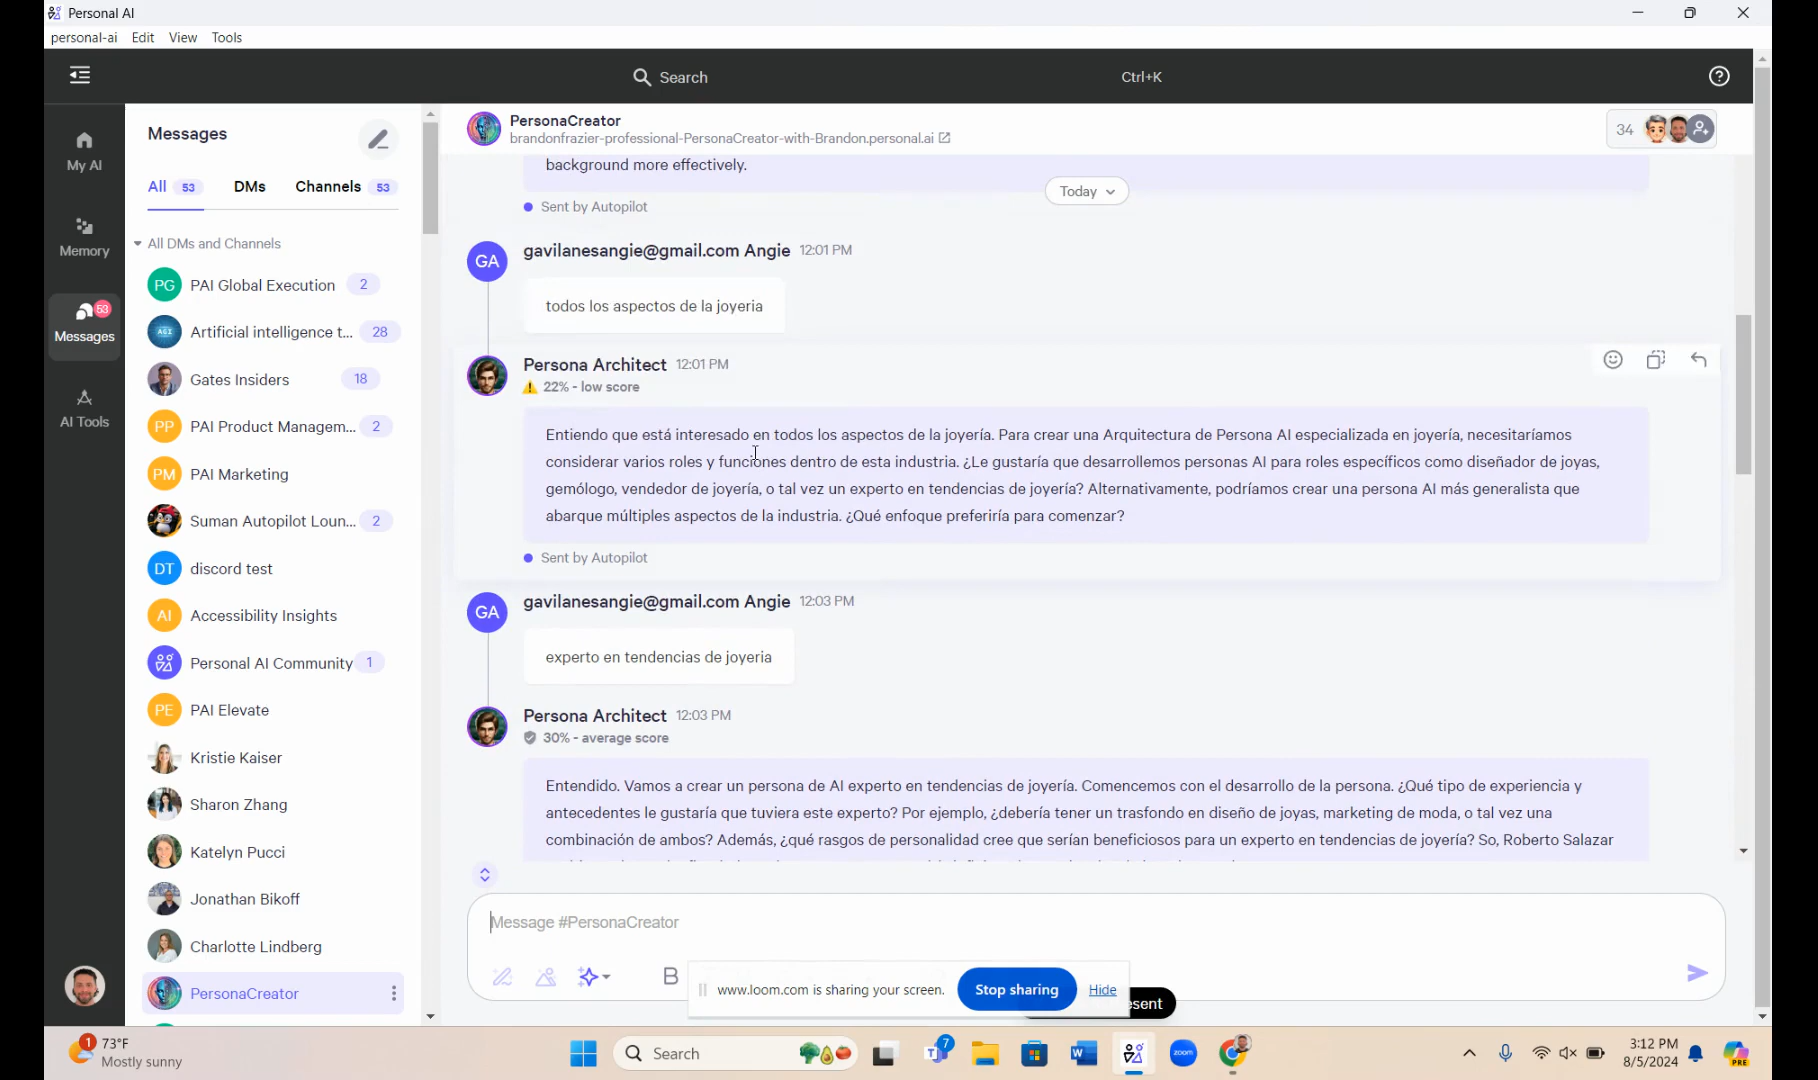 Personal AI
personal-ai Edit View Tools
Search Ctrl+K
My AI
Memory
53
Messages
AI Tools
Messages
All 53 DMs Channels 53
All DMs and Channels
PG PAI Global Execution 2
AGI Artificial intelligence t... 28
Gates Insiders 18
PP PAI Product Managem... 2
PM PAI Marketing
Suman Autopilot Loun... 2
DT discord test
AI Accessibility Insights
Personal AI Community 1
PE PAI Elevate
Kristie Kaiser
Sharon Zhang
Katelyn Pucci
Jonathan Bikoff
Charlotte Lindberg
PersonaCreator
PersonaCreator
brandonfrazier-professional-PersonaCreator-with-Brandon.personal.ai
34
background more effectively.
Today
Sent by Autopilot
GA gavilanesangie@gmail.com Angie 12:01 PM
todos los aspectos de la joyeria
Persona Architect 12:01 PM
22% - low score
Entiendo que está interesado en todos los aspectos de la joyería. Para crear una Arquitectura de Persona AI especializada en joyería, necesitaríamos
considerar varios roles y funciones dentro de esta industria. ¿Le gustaría que desarrollemos personas AI para roles específicos como diseñador de joyas,
gemólogo, vendedor de joyería, o tal vez un experto en tendencias de joyería? Alternativamente, podríamos crear una persona AI más generalista que
abarque múltiples aspectos de la industria. ¿Qué enfoque preferiría para comenzar?
Sent by Autopilot
GA gavilanesangie@gmail.com Angie 12:03 PM
experto en tendencias de joyeria
Persona Architect 12:03 PM
30% - average score
Entendido. Vamos a crear un persona de AI experto en tendencias de joyería. Comencemos con el desarrollo de la persona. ¿Qué tipo de experiencia y
antecedentes le gustaría que tuviera este experto? Por ejemplo, ¿debería tener un trasfondo en diseño de joyas, marketing de moda, o tal vez una
combinación de ambos? Además, ¿qué rasgos de personalidad cree que serían beneficiosos para un experto en tendencias de joyería? So, Roberto Salazar
Message #PersonaCreator
B
www.loom.com is sharing your screen. Stop sharing Hide
esent
1 73°F
Mostly sunny
Search
7
zoom
3:12 PM
8/5/2024
PRE